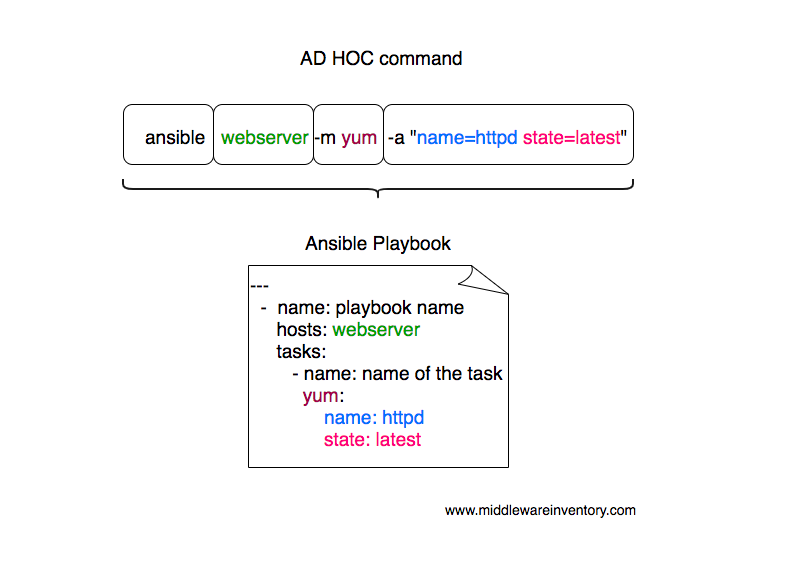 AD HOC command
ansible webserver -m yum -a "name=httpd state=latest"
Ansible Playbook
---
- name: playbook name
hosts: webserver
tasks:
- name: name of the task
yum:
name: httpd
state: latest
www.middlewareinventory.com